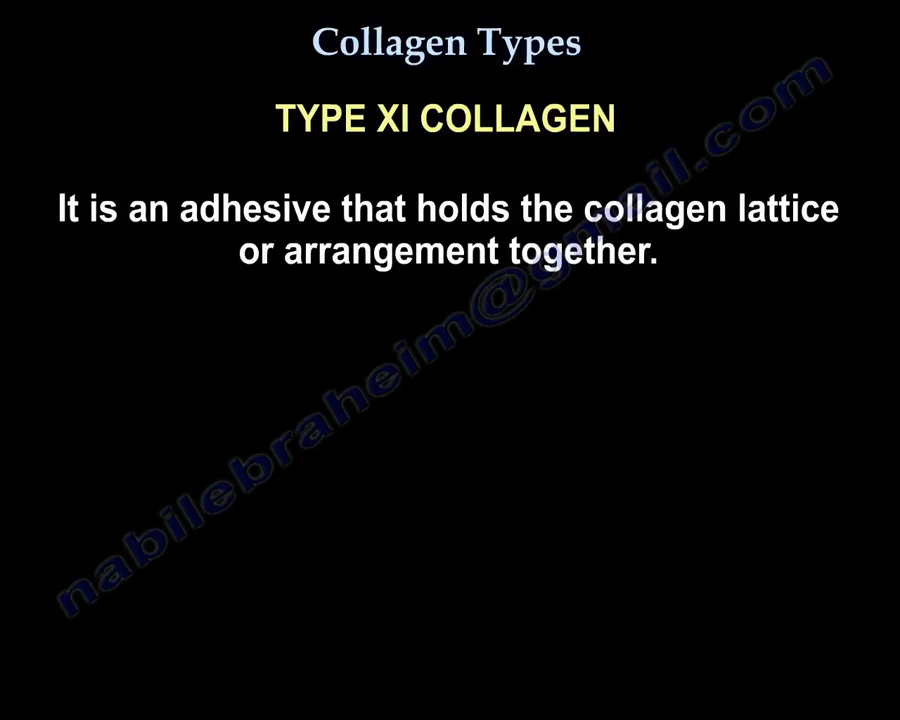 Collagen Types
TYPE XI COLLAGEN
It is an adhesive that holds the collagen lattice
or arrangement together.
nabilebraheim@gmail.com